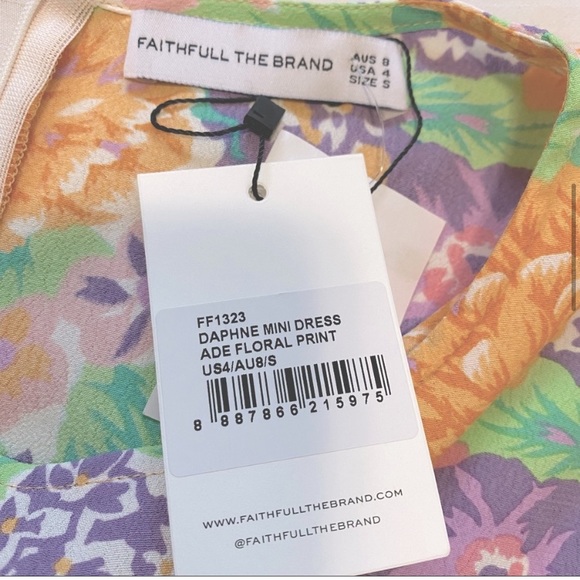 FAITHFULL THE BRAND
AUS 8
USA 4
SIZE S
FF1323
DAPHNE MINI DRESS
ADE FLORAL PRINT
US4/AU8/S
8 887866 215975
WWW.FAITHFULLTHEBRAND.COM
@FAITHFULLTHEBRAND